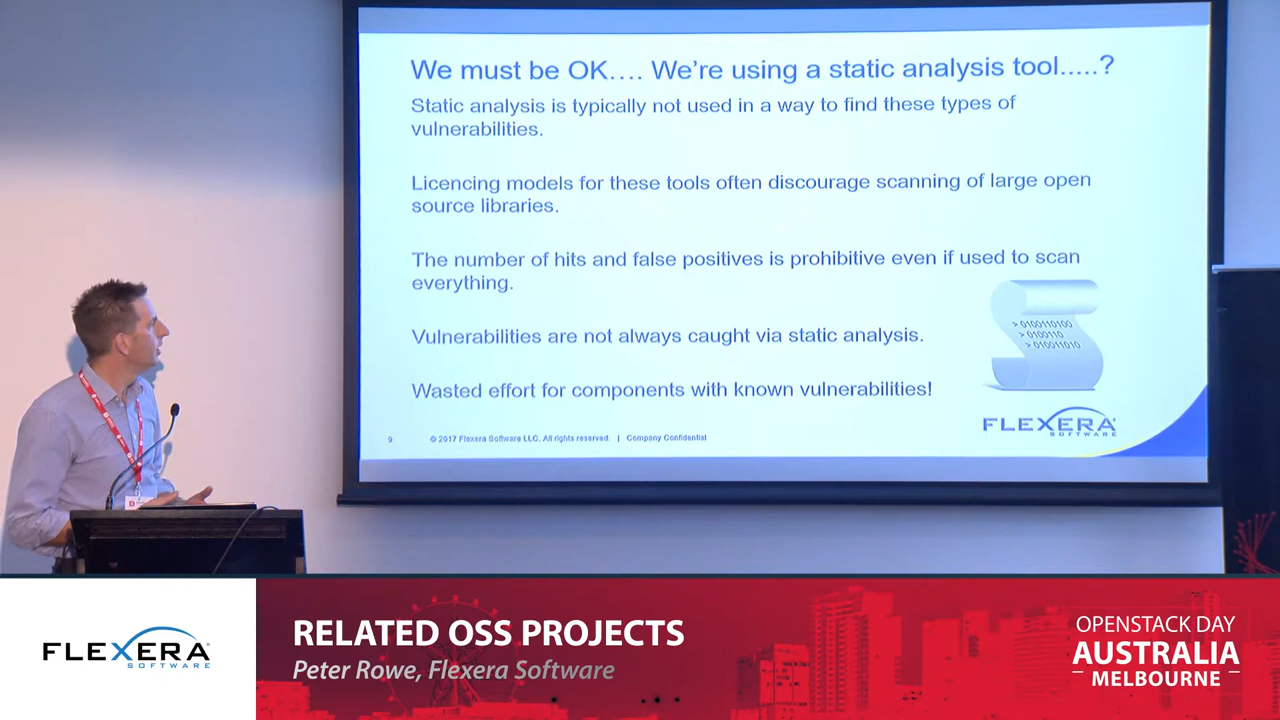 We must be OK.... We're using a static analysis tool.....?
Static analysis is typically not used in a way to find these types of
vulnerabilities.
Licencing models for these tools often discourage scanning of large open
source libraries.
The number of hits and false positives is prohibitive even if used to scan
everything.
> 0100110100
> 0100110
> 010011010
Vulnerabilities are not always caught via static analysis.
Wasted effort for components with known vulnerabilities!
FLEXERA
SOFTWARE
9 © 2017 Flexera Software LLC. All rights reserved. | Company Confidential
FLEXERA
SOFTWARE
RELATED OSS PROJECTS
Peter Rowe, Flexera Software
OPENSTACK DAY
AUSTRALIA
MELBOURNE